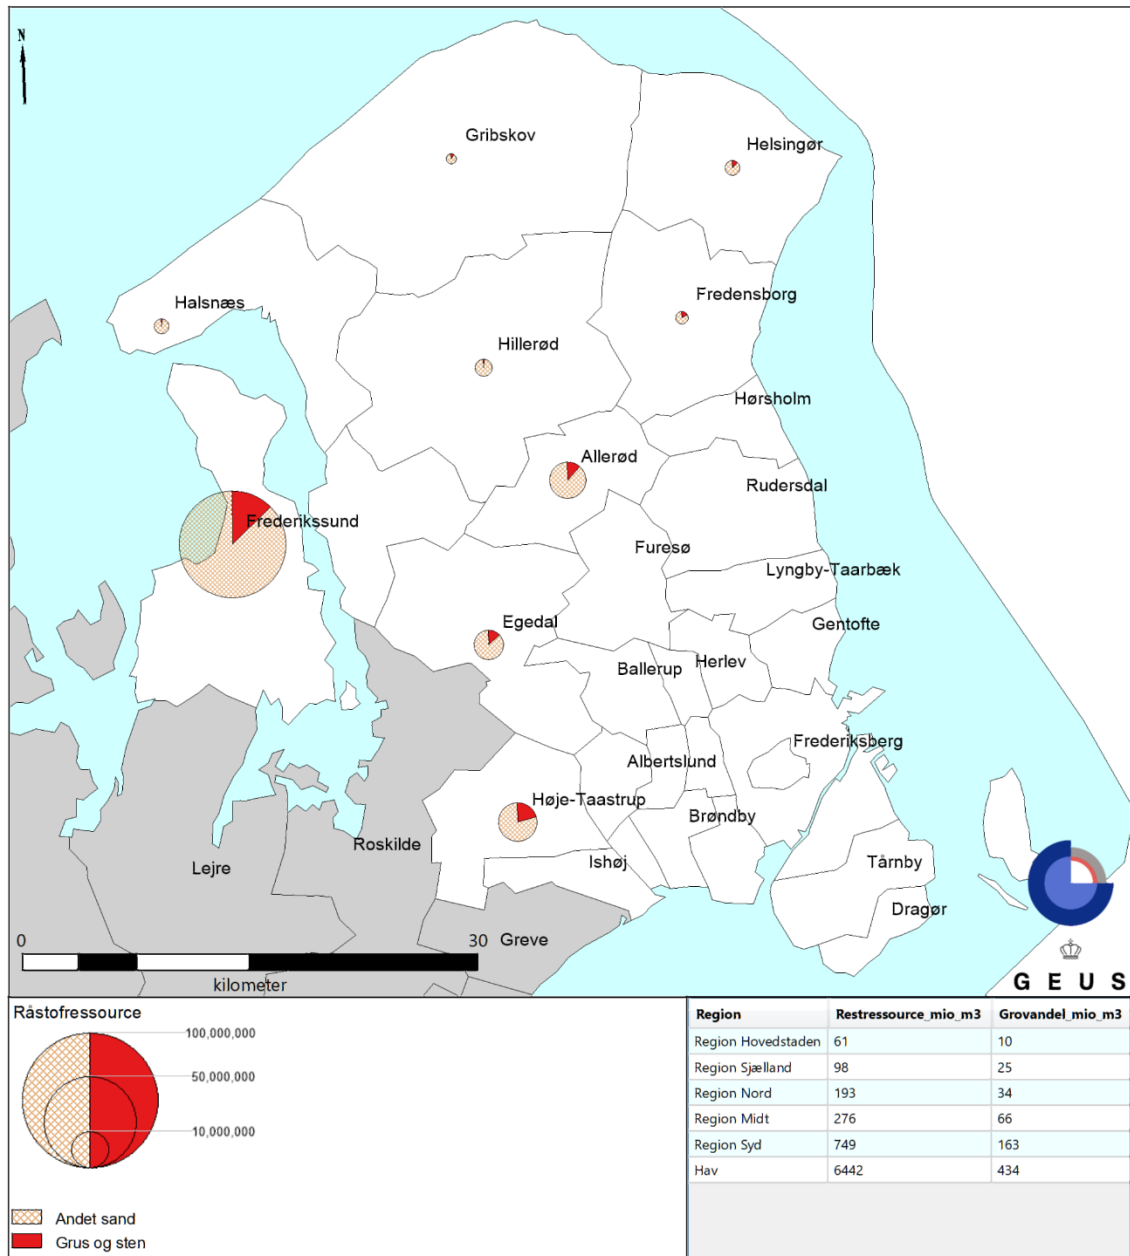 N
Gribskov
Helsingør
Halsnæs
Fredensborg
Hillerød
Hørsholm
Allerød
Rudersdal
Frederikssund
Furesø
Lyngby-Taarbæk
Egedal
Gentofte
Ballerup
Herlev
Frederiksberg
Albertslund
Høje-Taastrup
Brøndby
Roskilde
Ishøj
Tårnby
Lejre
Dragør
Greve
0
30
kilometer
G E U S
Råstofressource
100,000,000
50,000,000
10,000,000
Andet sand
Grus og sten
Region Restressource_mio_m3 Grovandel_mio_m3
Region Hovedstaden 61 10
Region Sjælland 98 25
Region Nord 193 34
Region Midt 276 66
Region Syd 749 163
Hav 6442 434